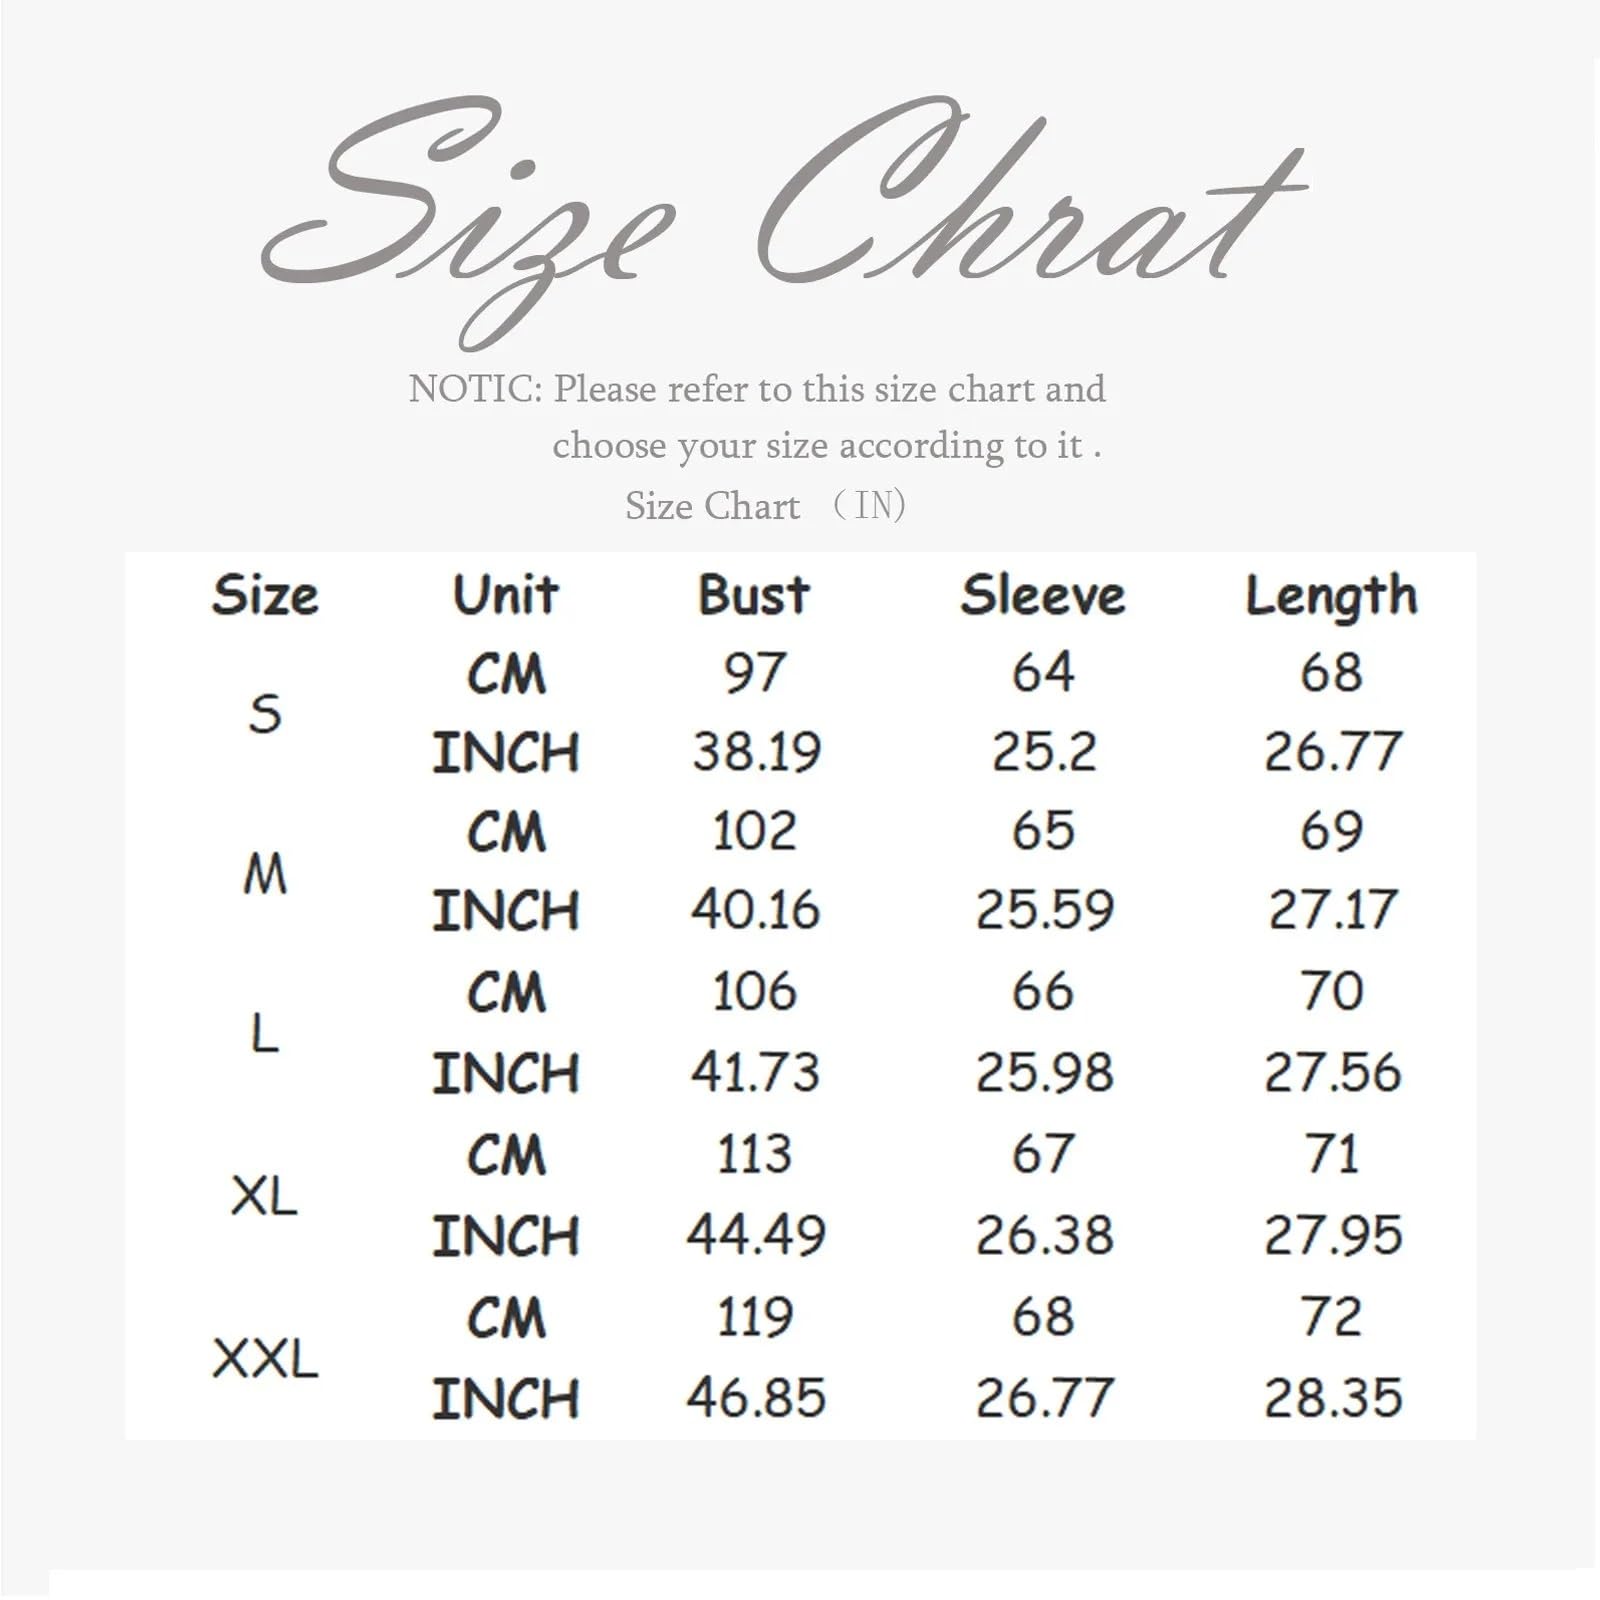 Size Chrat
NOTIC: Please refer to this size chart and
choose your size according to it .
Size Chart （IN)
Size Unit Bust Sleeve Length
S
CM 97 64 68
INCH 38.19 25.2 26.77
M
CM 102 65 69
INCH 40.16 25.59 27.17
L
CM 106 66 70
INCH 41.73 25.98 27.56
XL
CM 113 67 71
INCH 44.49 26.38 27.95
XXL
CM 119 68 72
INCH 46.85 26.77 28.35